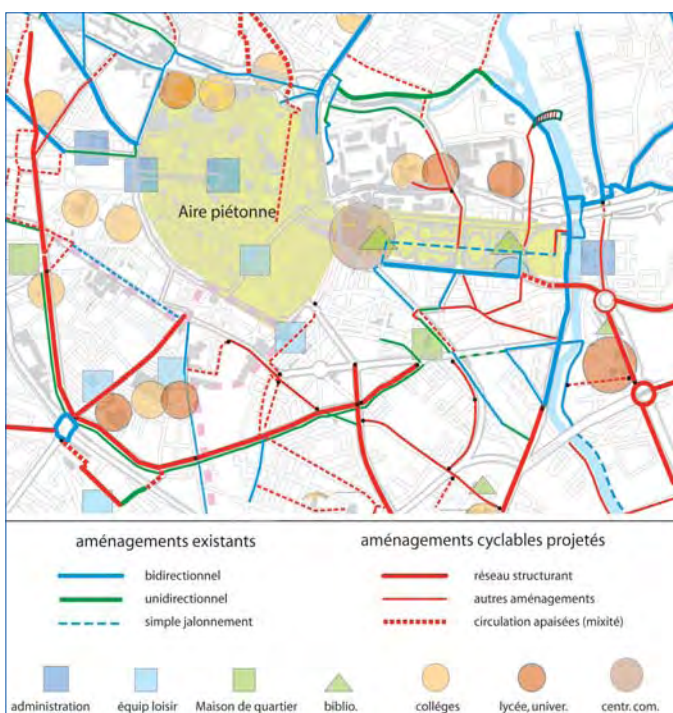 Aire piétonne
aménagements existants
aménagements cyclables projetés
bidirectionnel
réseau structurant
unidirectionnel
autres aménagements
simple jalonnement
circulation apaisées (mixité)
administration
équip loisir
Maison de quartier
biblio.
colléges
lycée, univer.
centr. com.